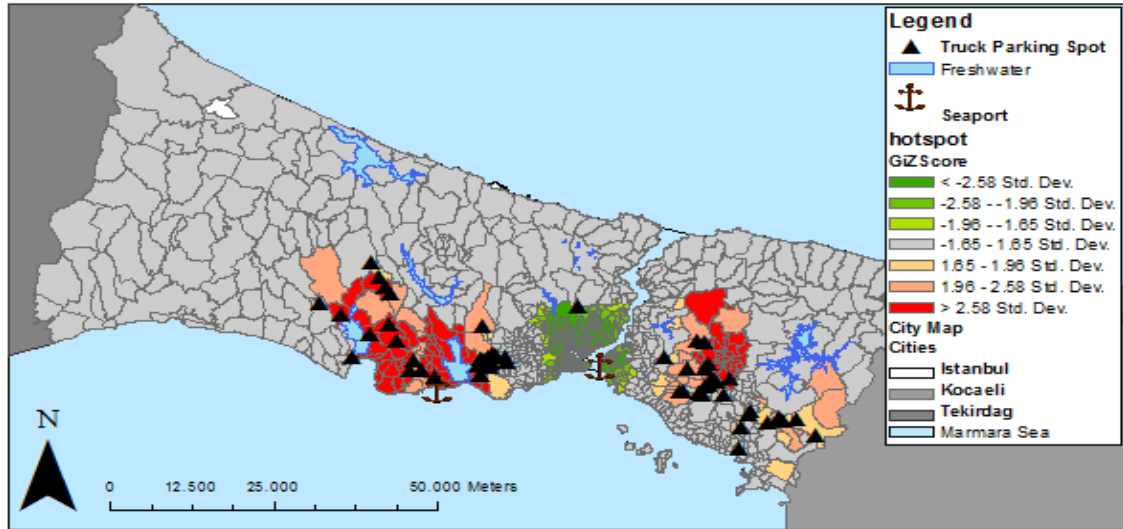 Legend
Truck Parking Spot
Freshwater
Seaport
hotspot
GiZScore
< -2.58 Std. Dev.
-2.58 - -1.96 Std. Dev.
-1.96 - -1.65 Std. Dev.
-1.65 - 1.65 Std. Dev.
1.65 - 1.96 Std. Dev.
1.96 - 2.58 Std. Dev.
> 2.58 Std. Dev.
City Map
Cities
Istanbul
Kocaeli
Tekirdag
Marmara Sea
N
0 12.500 25.000 50.000 Meters